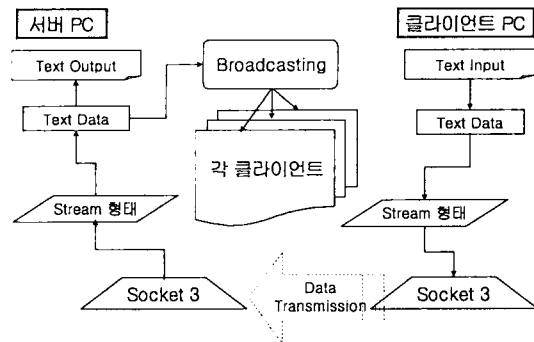 서버 PC
Text Output
Text Data
Stream 형태
Socket 3
Broadcasting
각 클라이언트
Data
Transmission
클라이언트 PC
Text Input
Text Data
Stream 형태
Socket 3